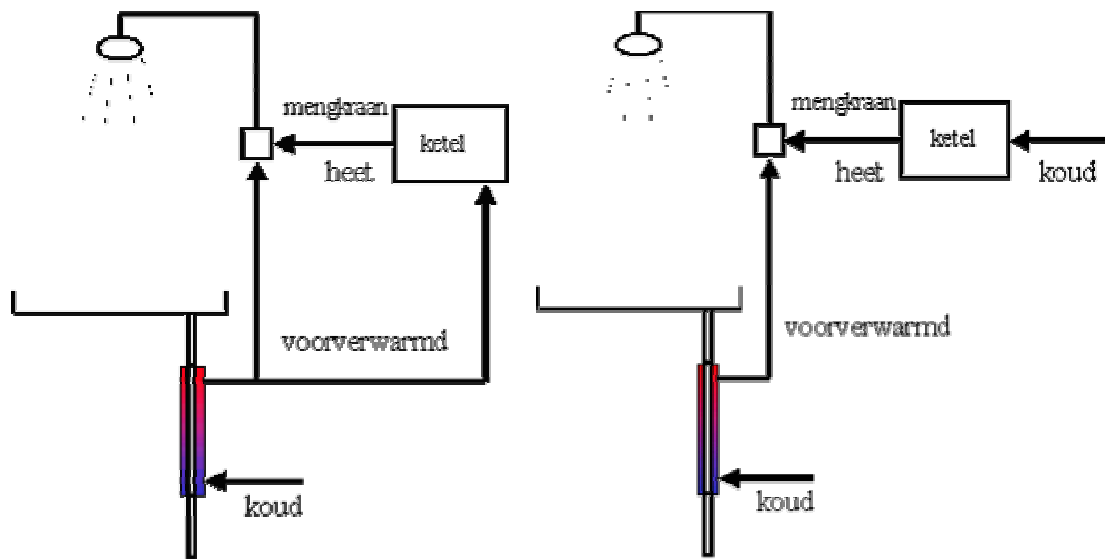 mengkraan
ketel
heet
voorverwarmd
koud
mengkraan
ketel
heet
koud
voorverwarmd
koud